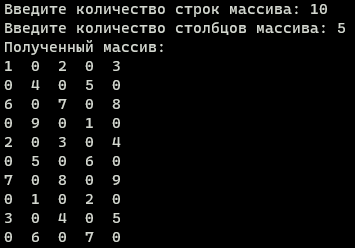 Введите количество строк массива: 10
Введите количество столбцов массива: 5
Полученный массив:
1 0 2 0 3
0 4 0 5 0
6 0 7 0 8
0 9 0 1 0
2 0 3 0 4
0 5 0 6 0
7 0 8 0 9
0 1 0 2 0
3 0 4 0 5
0 6 0 7 0